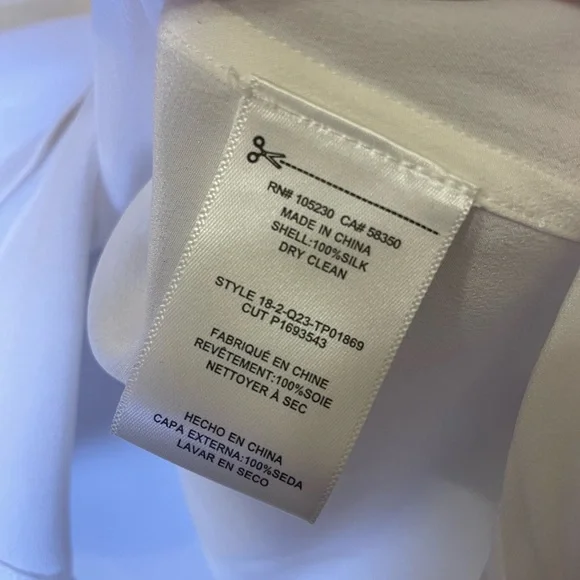 RN# 105230 CA# 58350
MADE IN CHINA
SHELL:100%SILK
DRY CLEAN
STYLE 18-2-Q23-TP01869
CUT P1693543
FABRIQUÉ EN CHINE
REVÊTEMENT:100%SOIE
NETTOYER À SEC
HECHO EN CHINA
CAPA EXTERNA:100%SEDA
LAVAR EN SECO